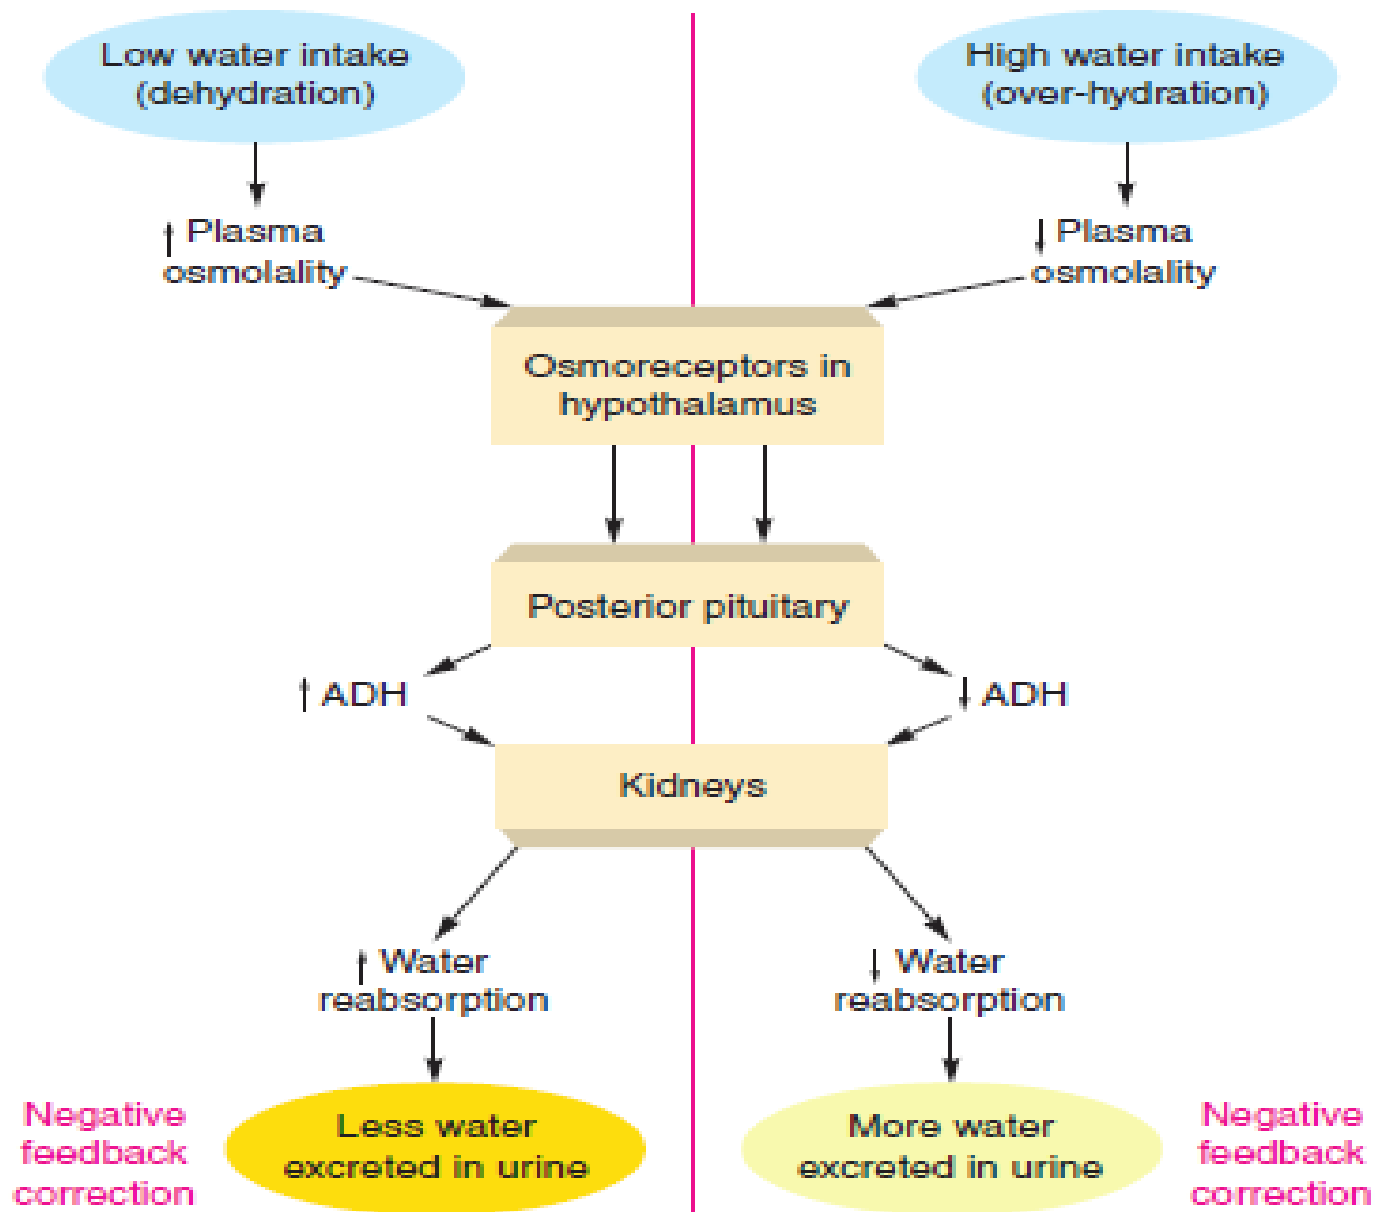 Low water intake
(dehydration)
High water intake
(over-hydration)
↑ Plasma
osmolality
↓ Plasma
osmolality
Osmoreceptors in
hypothalamus
Posterior pituitary
↑ ADH
↓ ADH
Kidneys
↑ Water
reabsorption
↓ Water
reabsorption
Negative
feedback
correction
Less water
excreted in urine
More water
excreted in urine
Negative
feedback
correction